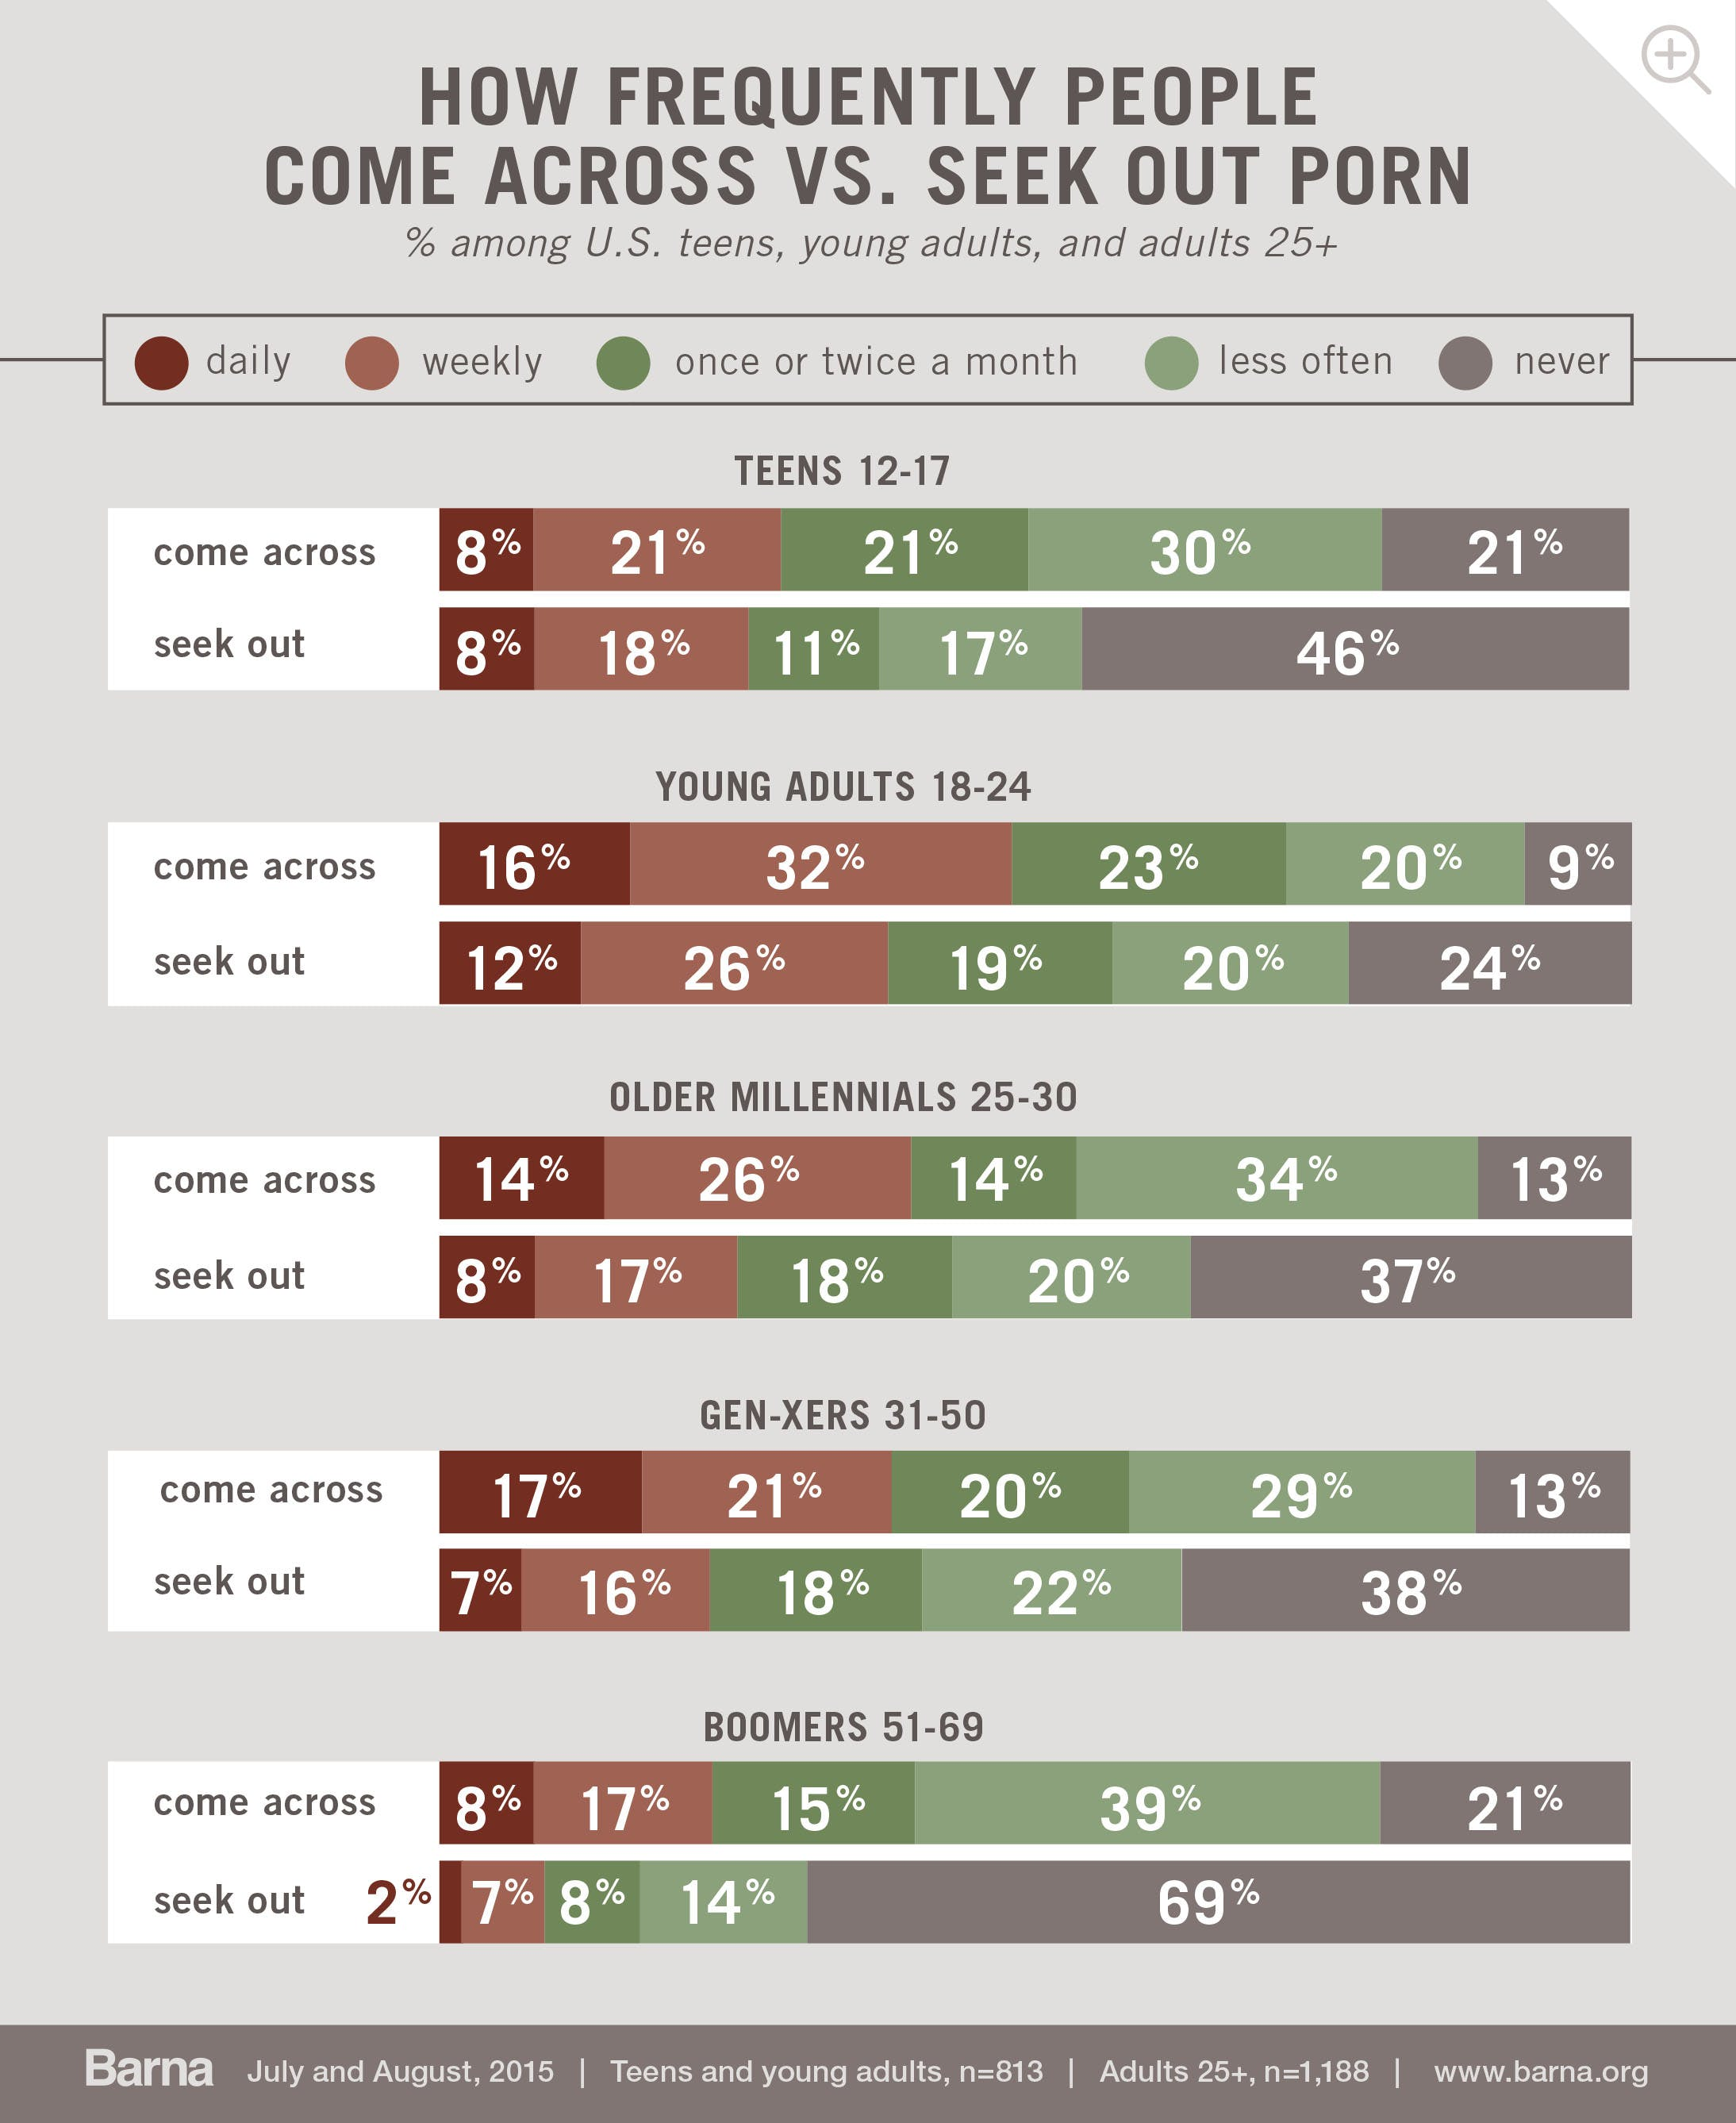 HOW FREQUENTLY PEOPLE
COME ACROSS VS. SEEK OUT PORN
% among U.S. teens, young adults, and adults 25+
daily weekly once or twice a month less often never
TEENS 12-17
come across 8% 21% 21% 30% 21%
seek out 8% 18% 11% 17% 46%
YOUNG ADULTS 18-24
come across 16% 32% 23% 20% 9%
seek out 12% 26% 19% 20% 24%
OLDER MILLENNIALS 25-30
come across 14% 26% 14% 34% 13%
seek out 8% 17% 18% 20% 37%
GEN-XERS 31-50
come across 17% 21% 20% 29% 13%
seek out 7% 16% 18% 22% 38%
BOOMERS 51-69
come across 8% 17% 15% 39% 21%
seek out 2% 7% 8% 14% 69%
Barna July and August, 2015 | Teens and young adults, n=813 | Adults 25+, n=1,188 | www.barna.org